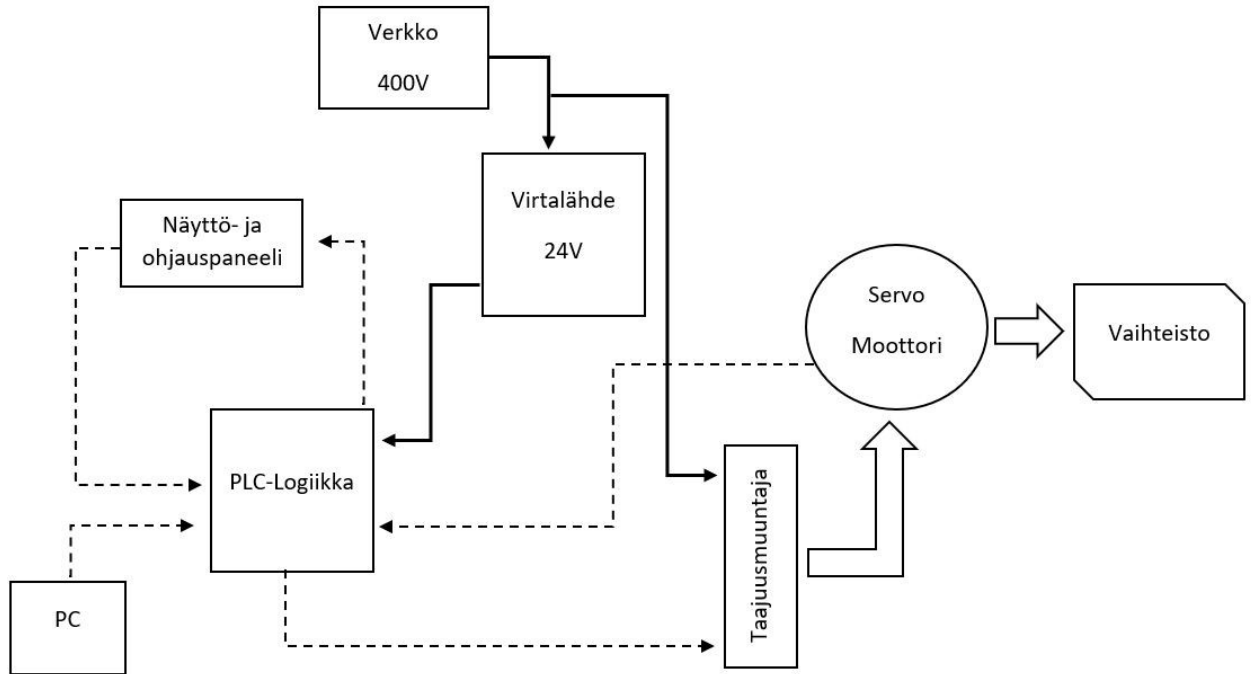 Verkko
400V
Virtalähde
24V
Näyttö- ja
ohjauspaneeli
Servo
Moottori
Vaihteisto
PLC-Logiikka
Taajuusmuuntaja
PC